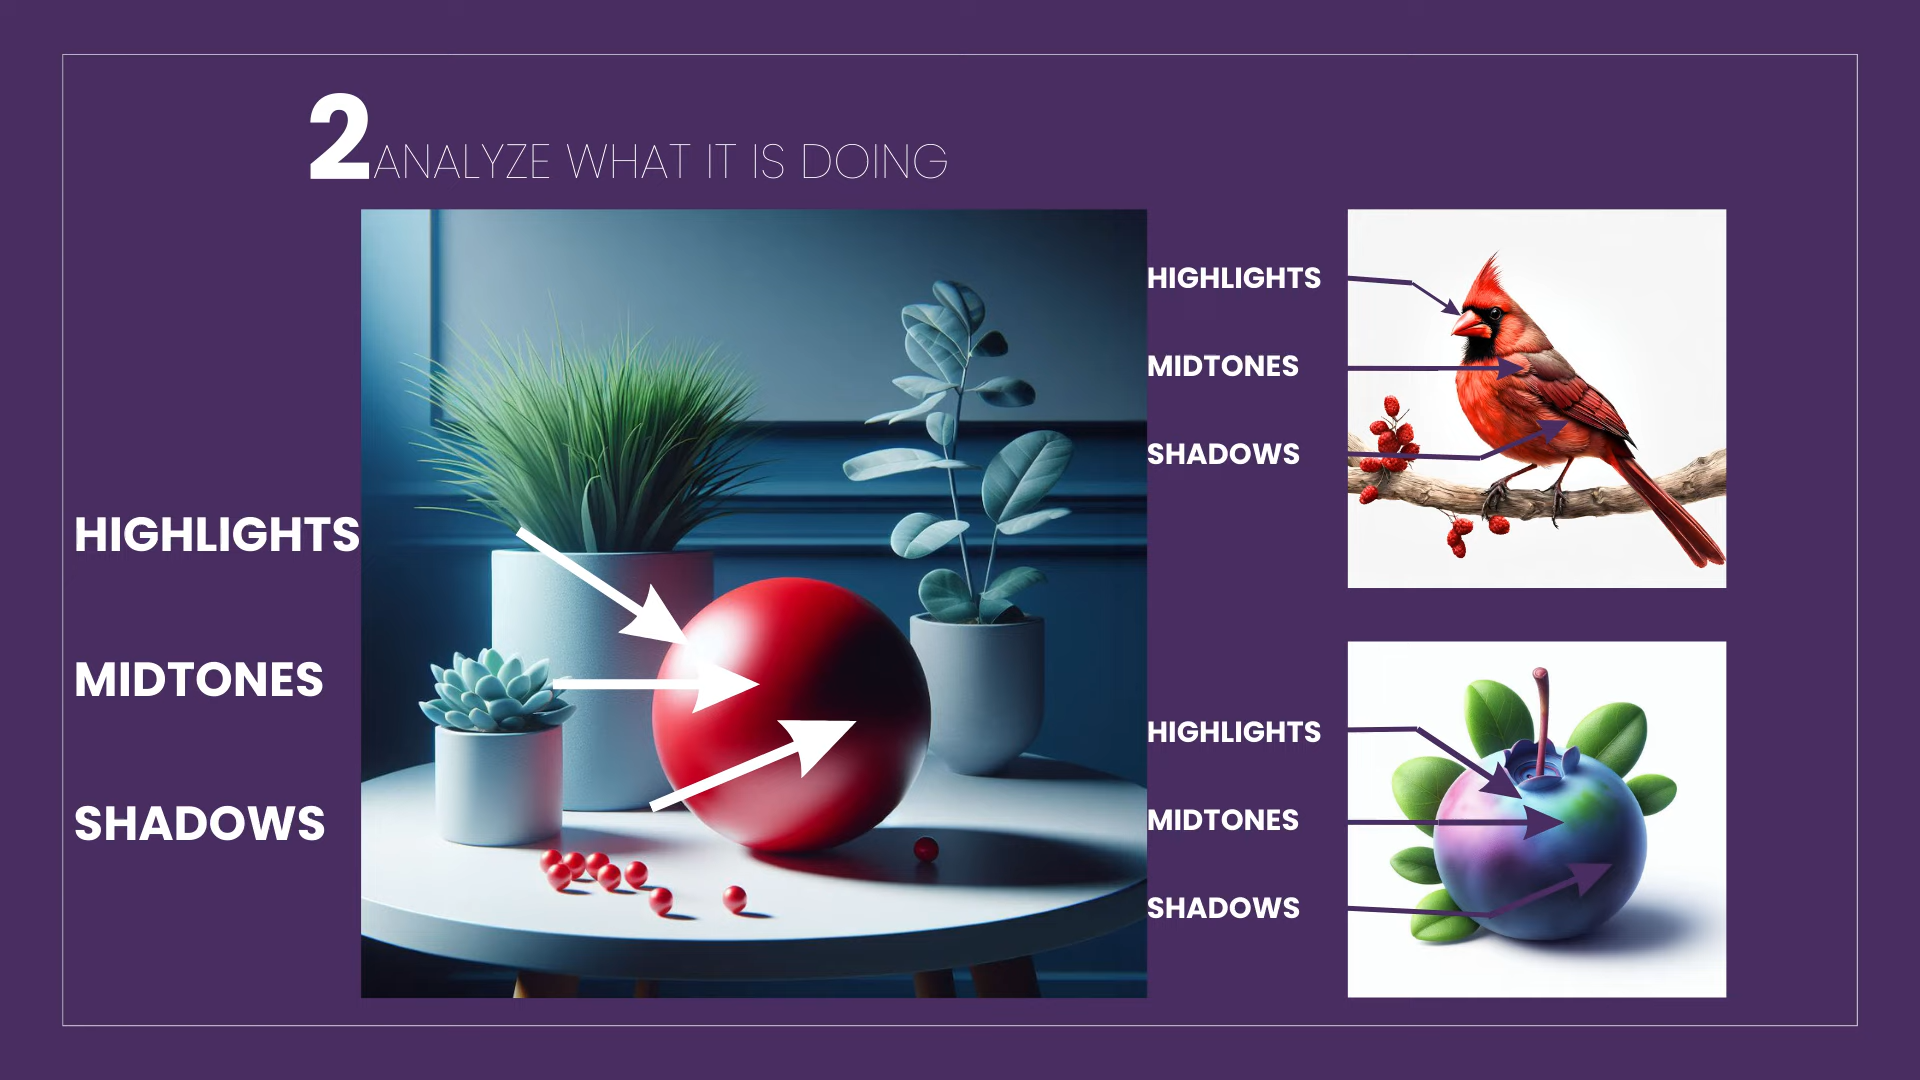 2 ANALYZE WHAT IT IS DOING
HIGHLIGHTS
MIDTONES
SHADOWS
HIGHLIGHTS
MIDTONES
SHADOWS
HIGHLIGHTS
MIDTONES
SHADOWS